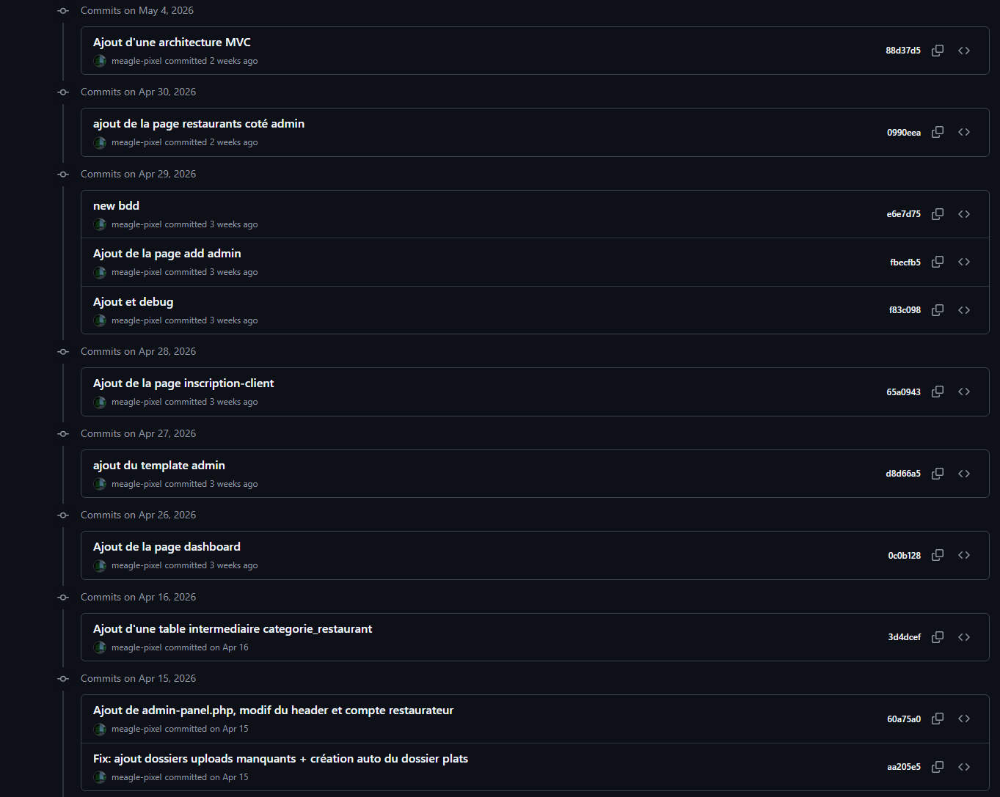 Commits on May 4, 2026
Ajout d'une architecture MVC
88d37d5
meagle-pixel committed 2 weeks ago
Commits on Apr 30, 2026
ajout de la page restaurants coté admin
0990eea
meagle-pixel committed 2 weeks ago
Commits on Apr 29, 2026
new bdd
e6e7d75
meagle-pixel committed 3 weeks ago
Ajout de la page add admin
fbecfb5
meagle-pixel committed 3 weeks ago
Ajout et debug
f83c098
meagle-pixel committed 3 weeks ago
Commits on Apr 28, 2026
Ajout de la page inscription-client
65a0943
meagle-pixel committed 3 weeks ago
Commits on Apr 27, 2026
ajout du template admin
d8d66a5
meagle-pixel committed 3 weeks ago
Commits on Apr 26, 2026
Ajout de la page dashboard
0c0b128
meagle-pixel committed 3 weeks ago
Commits on Apr 16, 2026
Ajout d'une table intermediaire categorie_restaurant
3d4dcef
meagle-pixel committed on Apr 16
Commits on Apr 15, 2026
Ajout de admin-panel.php, modif du header et compte restaurateur
60a75a0
meagle-pixel committed on Apr 15
Fix: ajout dossiers uploads manquants + création auto du dossier plats
aa205e5
meagle-pixel committed on Apr 15